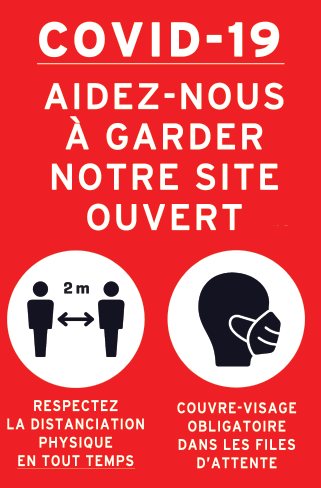 COVID-19
AIDEZ-NOUS
À GARDER
NOTRE SITE
OUVERT
2 m
RESPECTEZ
LA DISTANCIATION
PHYSIQUE
EN TOUT TEMPS
COUVRE-VISAGE
OBLIGATOIRE
DANS LES FILES
D'ATTENTE